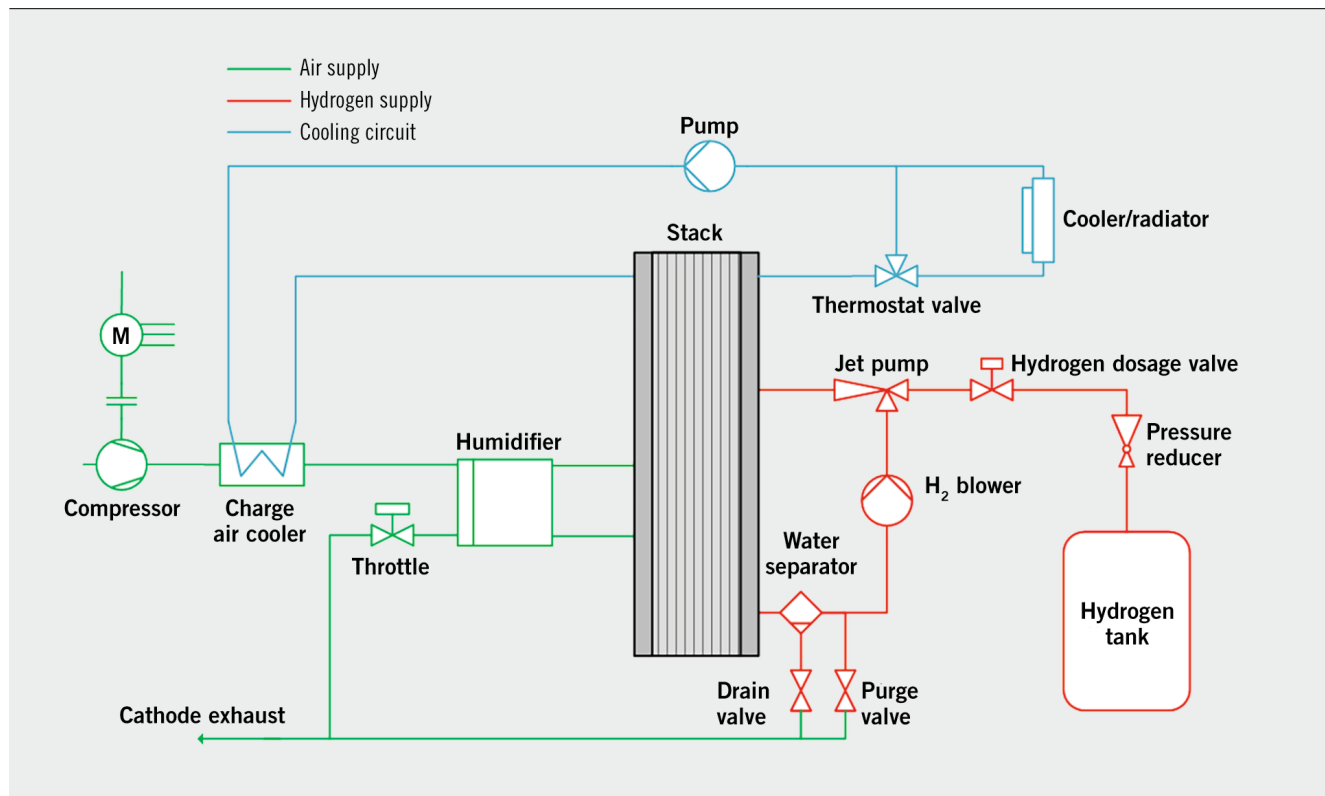 Air supply
Hydrogen supply
Cooling circuit
Pump
Cooler/radiator
Stack
Thermostat valve
M
Jet pump
Hydrogen dosage valve
Pressure
reducer
Humidifier
Compressor
Charge
air cooler
H₂ blower
Throttle
Water
separator
Hydrogen
tank
Drain
valve
Purge
valve
Cathode exhaust